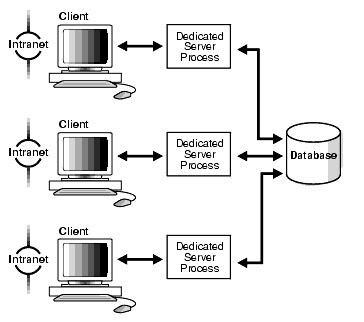 Client
Intranet
Dedicated
Server
Process
Client
Intranet
Dedicated
Server
Process
Database
Client
Intranet
Dedicated
Server
Process